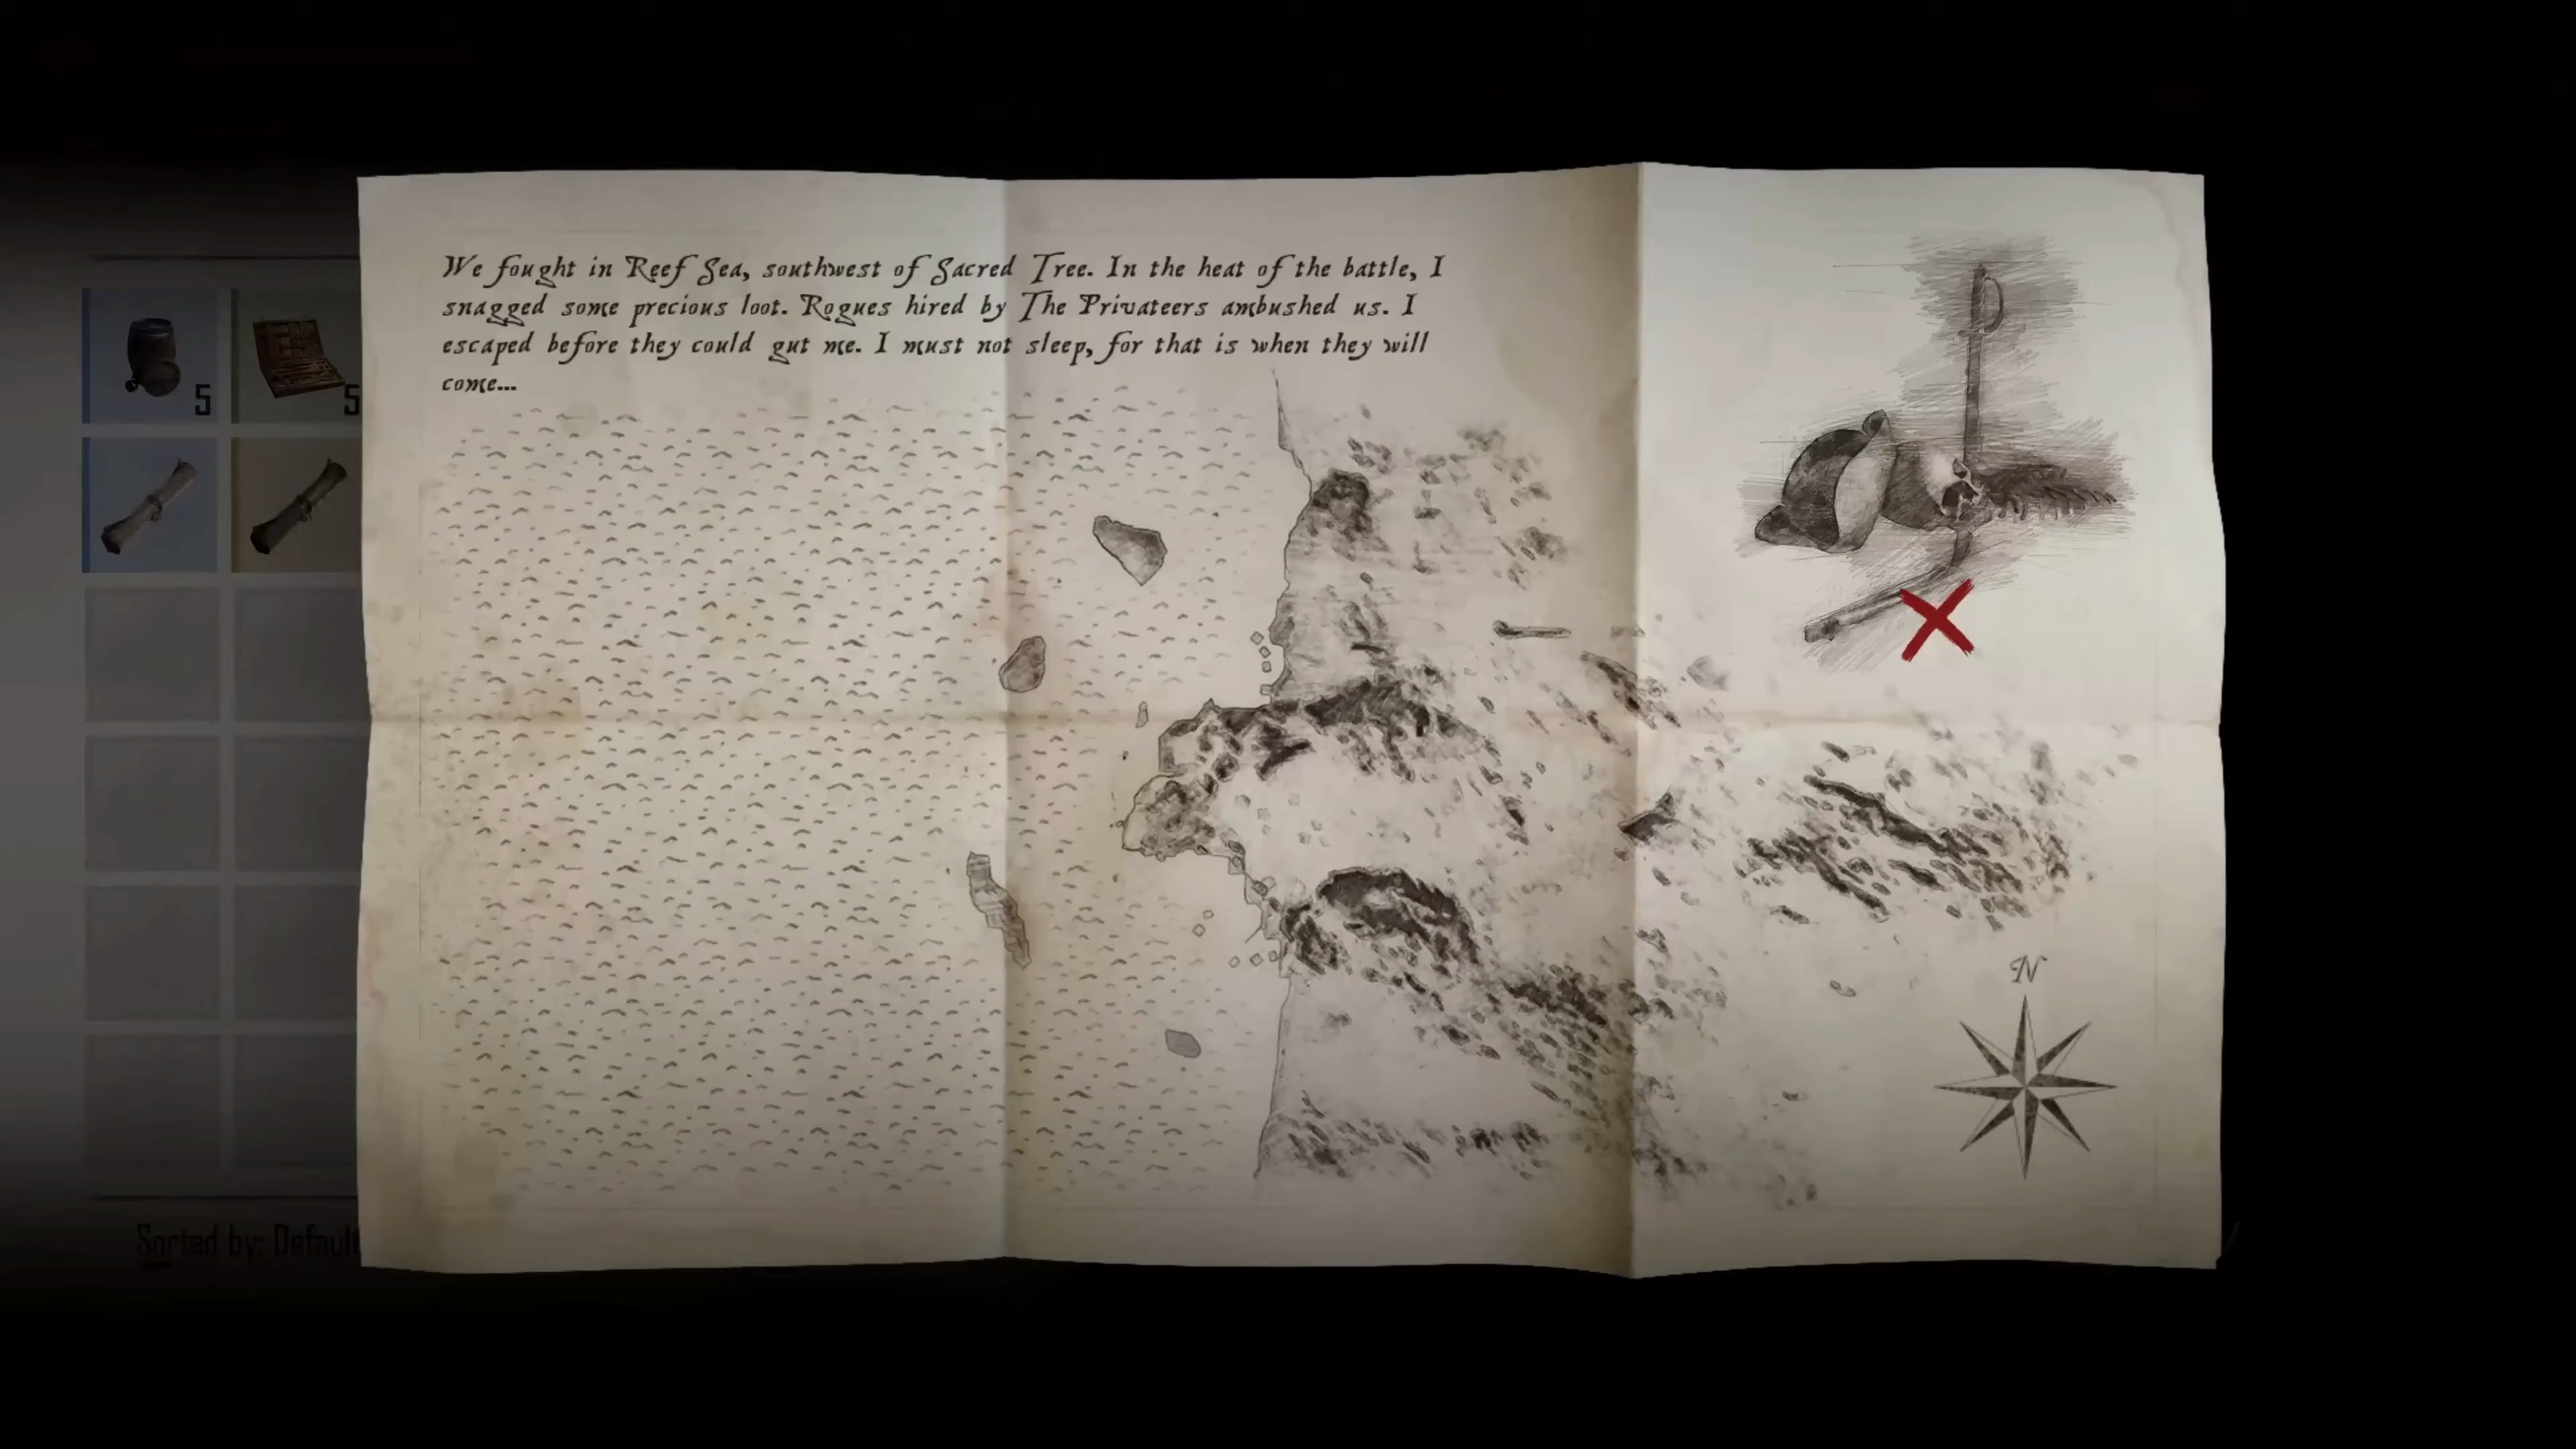 We fought in Reef Sea, southwest of Sacred Tree. In the heat of the battle, I
snagged some precious loot. Rogues hired by The Privateers ambushed us. I
escaped before they could gut me. I must not sleep, for that is when they will
come...
5
5
N
Sorted by: Default